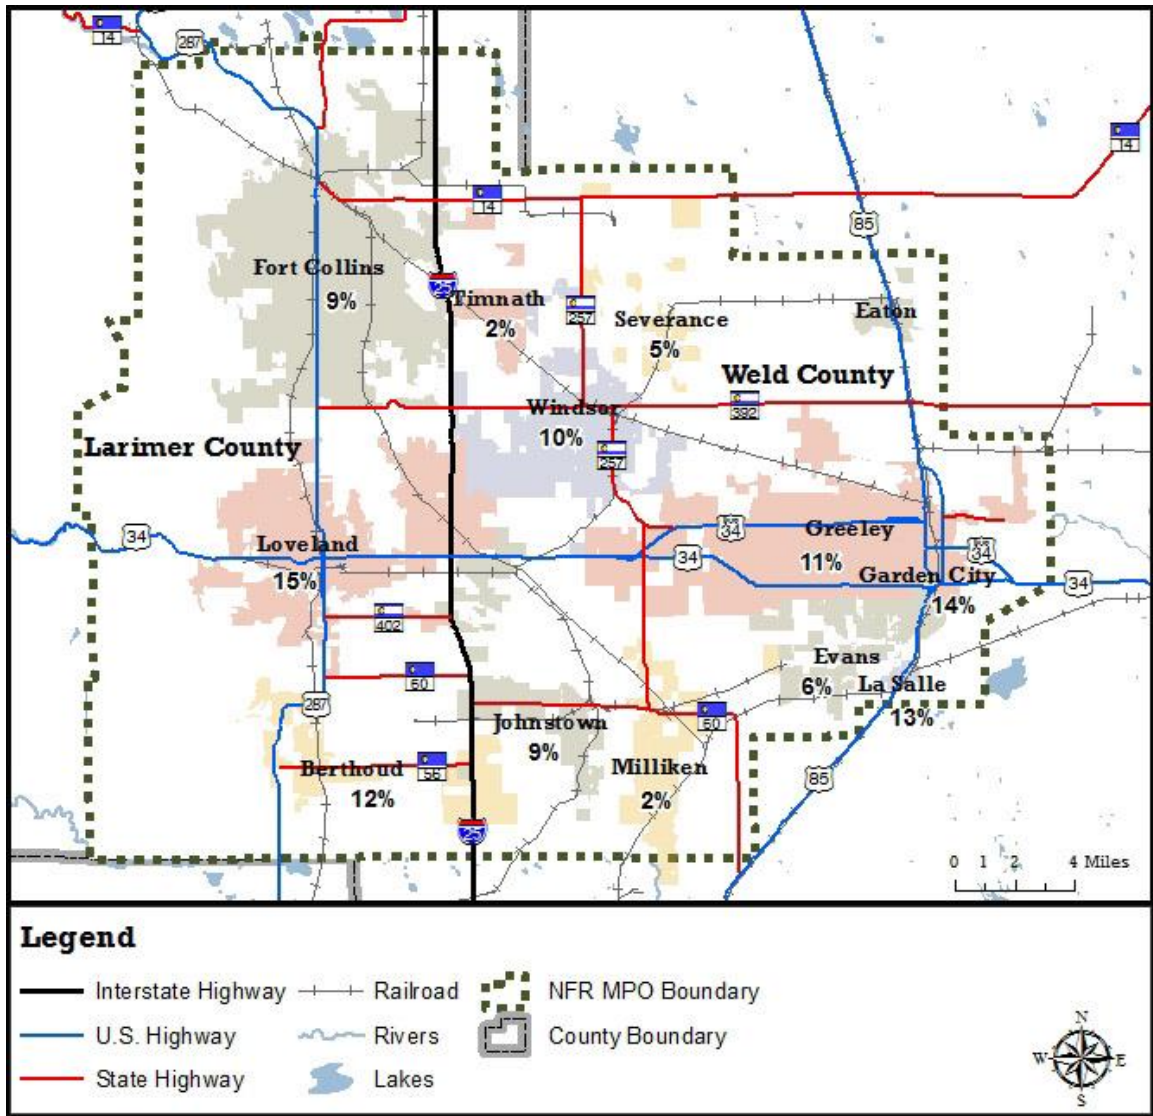 14
287
14
14
85
Fort Collins
9%
25
Timnath
2%
257
Severance
5%
Eaton
Weld County
Windsor
392
10%
257
Larimer County
34
Loveland
15%
34
34
Greeley
11%
34
Garden City
14%
34
402
60
Evans
6%
La Salle
13%
287
60
Johnstown
9%
Berthoud
56
12%
Milliken
2%
85
25
0 1 2 4 Miles
Legend
Interstate Highway
Railroad
NFR MPO Boundary
U.S. Highway
Rivers
County Boundary
State Highway
Lakes
N
W
E
S